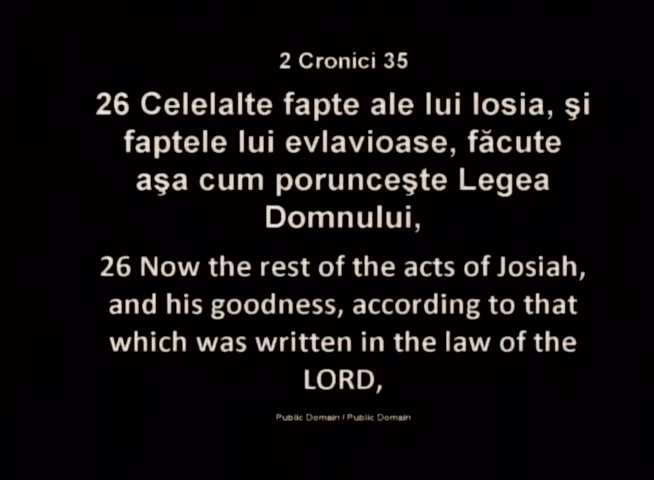 2 Cronici 35
26 Celelalte fapte ale lui Iosia, şi
faptele lui evlavioase, făcute
aşa cum porunceşte Legea
Domnului,
26 Now the rest of the acts of Josiah,
and his goodness, according to that
which was written in the law of the
LORD,
Public Domain / Public Domain